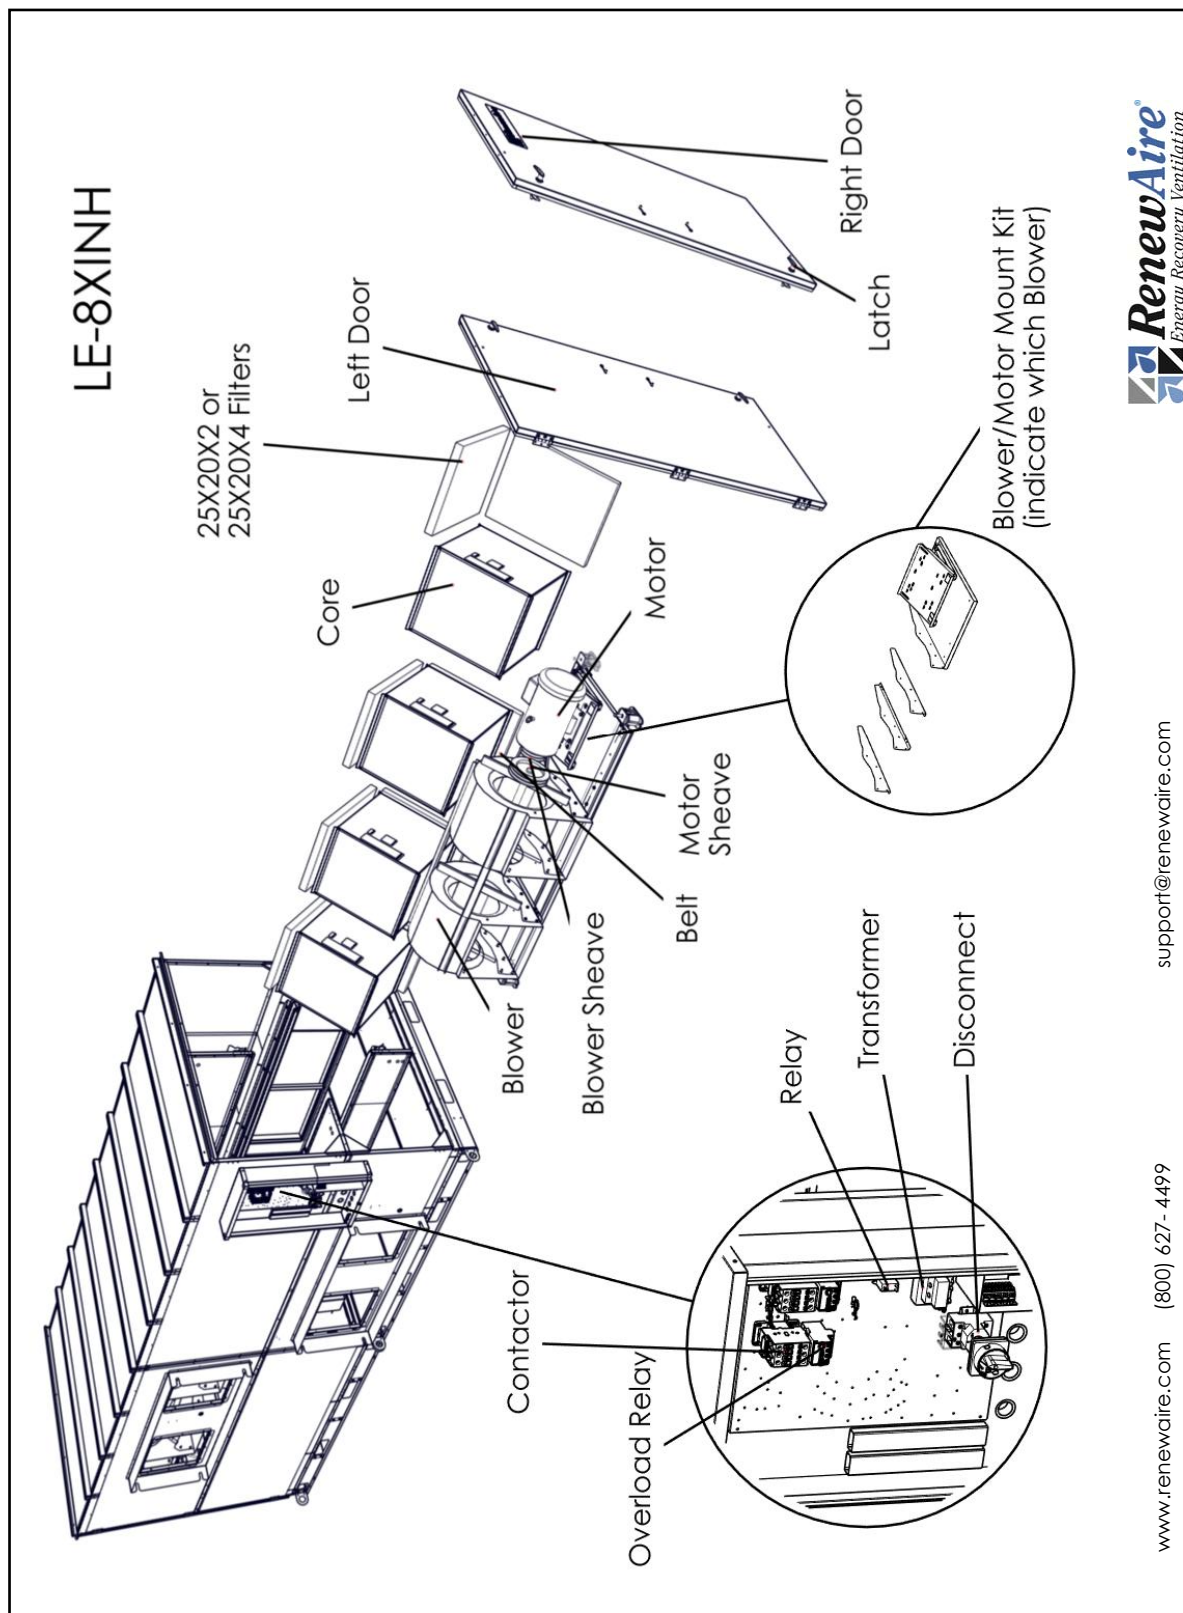 LE-8XINH
25X20X2 or
25X20X4 Filters
Left Door
Right Door
Latch
Core
Motor
Motor
Sheave
Belt
Blower Sheave
Blower
Blower/Motor Mount Kit
(indicate which Blower)
Contactor
Overload Relay
Relay
Transformer
Disconnect
www.renewaire.com
(800) 627- 4499
support@renewaire.com
RenewAire®
Energy Recovery Ventilation